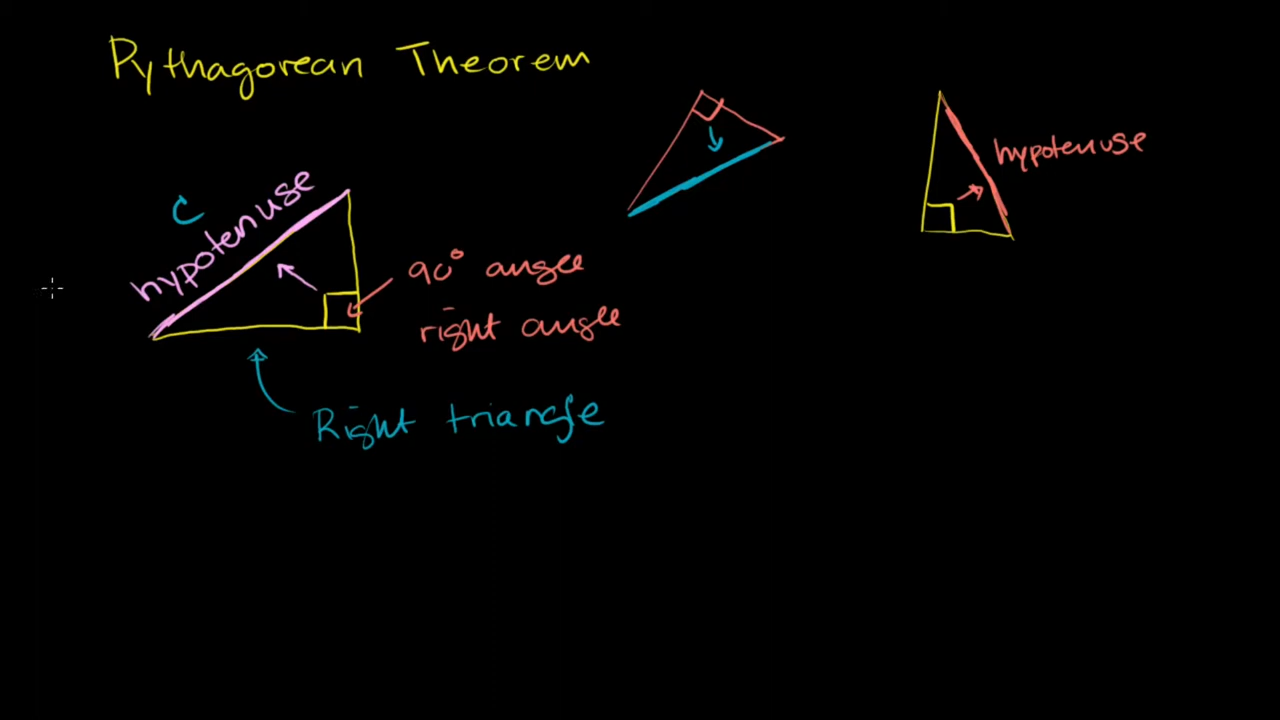 Pythagorean Theorem
hypotenuse
C
hypotenuse
90° angle
right angle
Right triangle